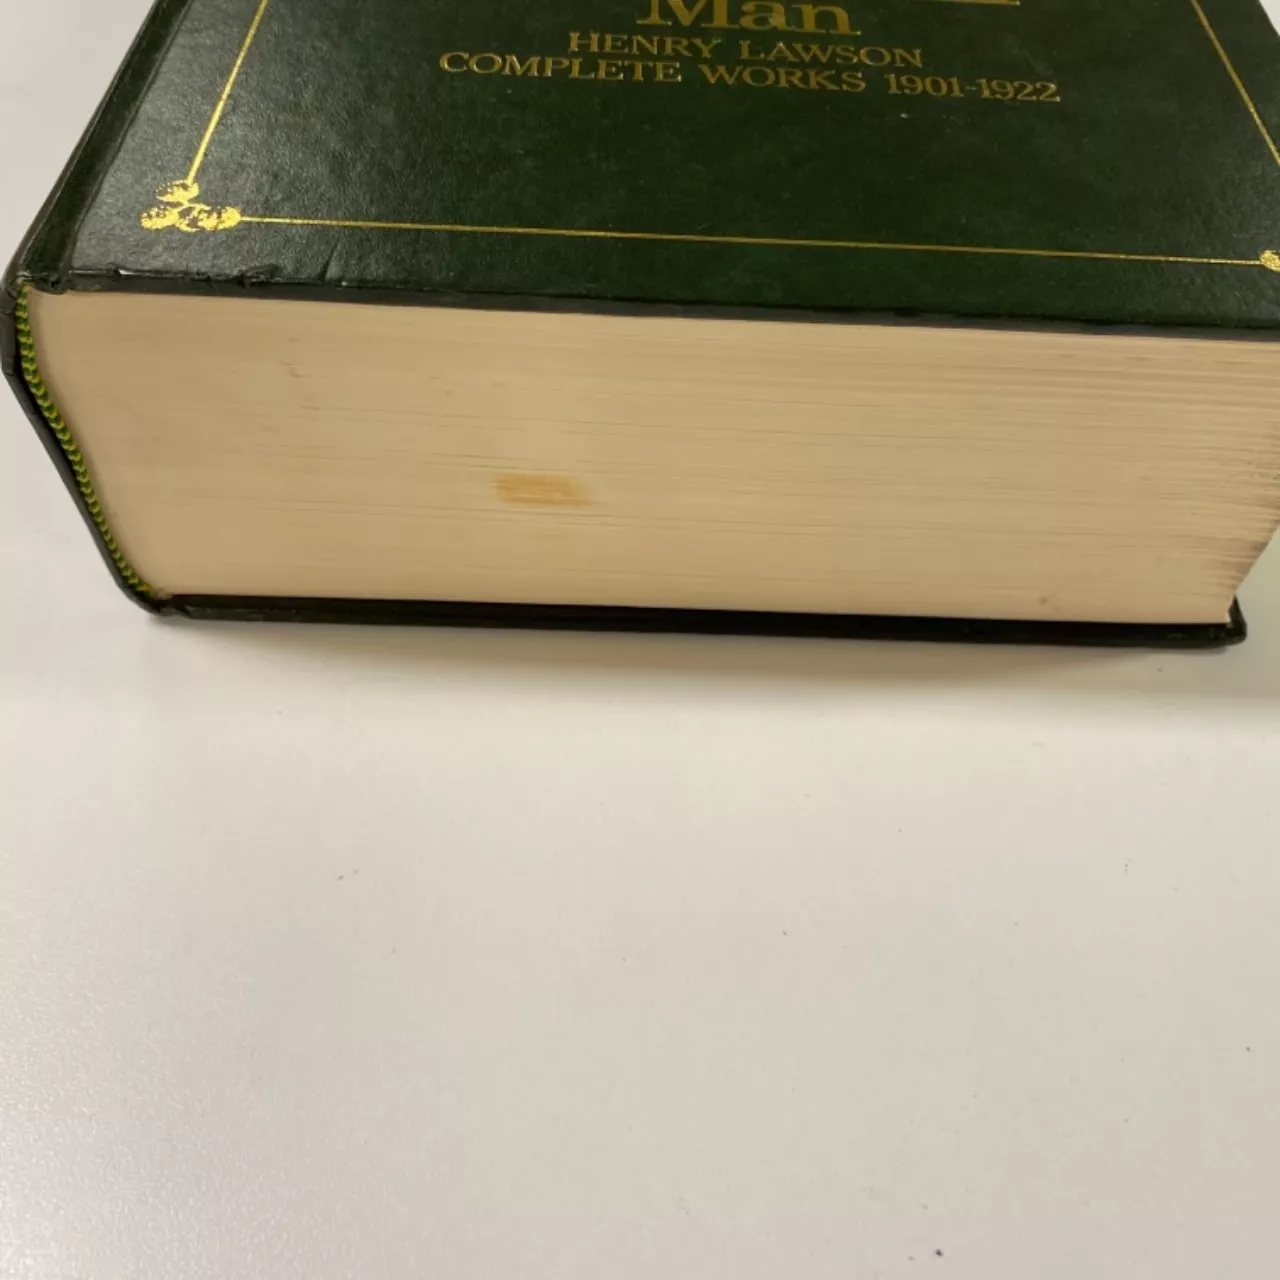 Man
HENRY LAWSON
COMPLETE WORKS 1901-1922